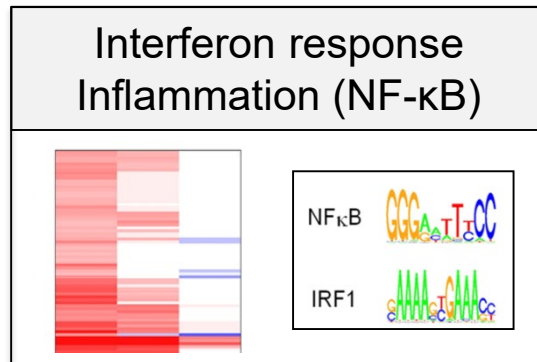 Interferon response
Inflammation (NF-κB)
NFκB
IRF1